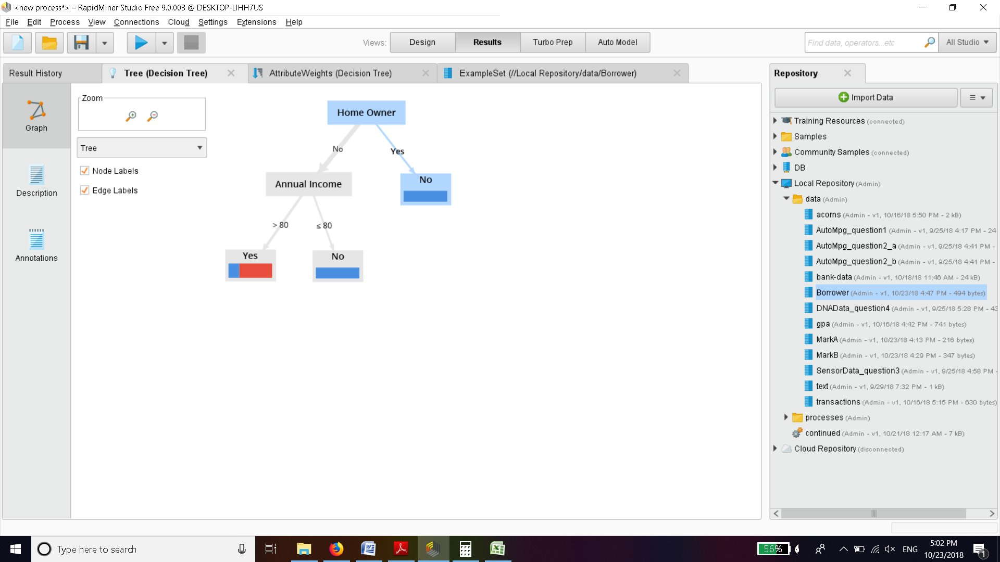 <new process*> – RapidMiner Studio Free 9.0.003 @ DESKTOP-LIHH7US
File Edit Process View Connections Cloud Settings Extensions Help
Views: Design Results Turbo Prep Auto Model
Find data, operators...etc
All Studio
Result History
Tree (Decision Tree)
AttributeWeights (Decision Tree)
ExampleSet (//Local Repository/data/Borrower)
Graph
Description
Annotations
Zoom
Tree
Node Labels
Edge Labels
Home Owner
No
Yes
Annual Income
No
> 80
≤ 80
Yes
No
Repository
Import Data
Training Resources (connected)
Samples
Community Samples (connected)
DB
Local Repository (Admin)
data (Admin)
acorns (Admin - v1, 10/16/18 5:50 PM - 2 kB)
AutoMpg_question1 (Admin - v1, 9/25/18 4:17 PM - 24
AutoMpg_question2_a (Admin - v1, 9/25/18 4:41 PM -
AutoMpg_question2_b (Admin - v1, 9/25/18 4:41 PM -
bank-data (Admin - v1, 10/18/18 11:46 AM - 24 kB)
Borrower (Admin - v1, 10/23/18 4:47 PM - 494 bytes)
DNAData_question4 (Admin - v1, 9/25/18 5:28 PM - 43
gpa (Admin - v1, 10/16/18 4:42 PM - 741 bytes)
MarkA (Admin - v1, 10/23/18 4:13 PM - 216 bytes)
MarkB (Admin - v1, 10/23/18 4:29 PM - 347 bytes)
SensorData_question3 (Admin - v1, 9/25/18 4:58 PM -
text (Admin - v1, 9/29/18 7:32 PM - 1 kB)
transactions (Admin - v1, 10/16/18 5:15 PM - 630 bytes)
processes (Admin)
continued (Admin - v1, 10/21/18 12:17 AM - 7 kB)
Cloud Repository (disconnected)
Type here to search
56%
ENG
5:02 PM
10/23/2018
1